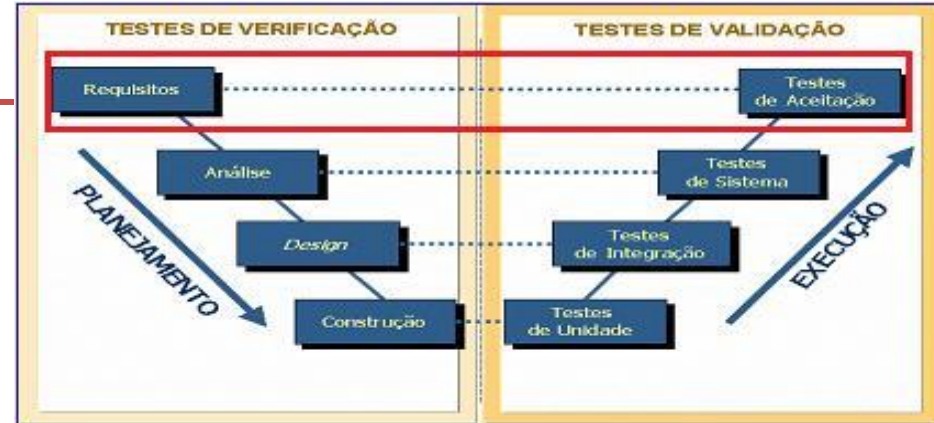 TESTES DE VERIFICAÇÃO
TESTES DE VALIDAÇÃO
Requisitos
Testes
de Aceitação
Análise
Testes
de Sistema
Design
Testes
de Integração
Construção
Testes
de Unidade
PLANEJAMENTO
EXECUÇÃO